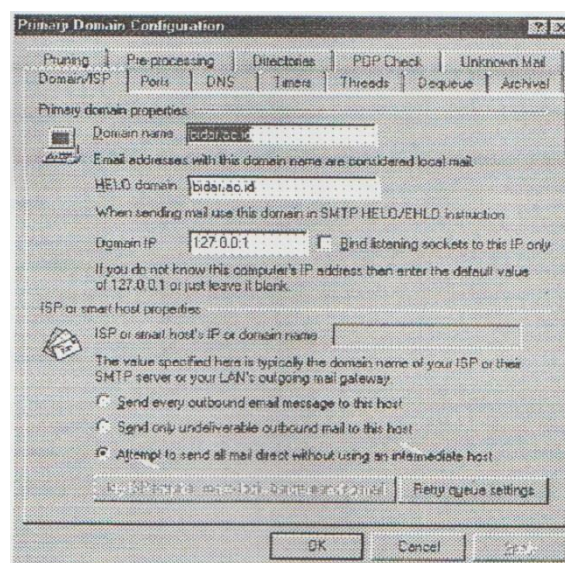 Primary Domain Configuration
Pruning Pre-processing Directories POP Check Unknown Mail
Domain/ISP Ports DNS Timers Threads Dequeue Archival
Primary domain properties
Domain name bidar.ac.id
Email addresses with this domain name are considered local mail.
HELO domain bidar.ac.id
When sending mail use this domain in SMTP HELO/EHLO instruction
Domain IP 127.0.0.1 Bind listening sockets to this IP only
If you do not know this computer's IP address then enter the default value
of 127.0.0.1 or just leave it blank.
ISP or smart host properties
ISP or smart host's IP or domain name
The value specified here is typically the domain name of your ISP or their
SMTP server or your LAN's outgoing mail gateway.
Send every outbound email message to this host
Send only undeliverable outbound mail to this host
Attempt to send all mail direct without using an intermediate host
Retry queue settings
OK Cancel Apply